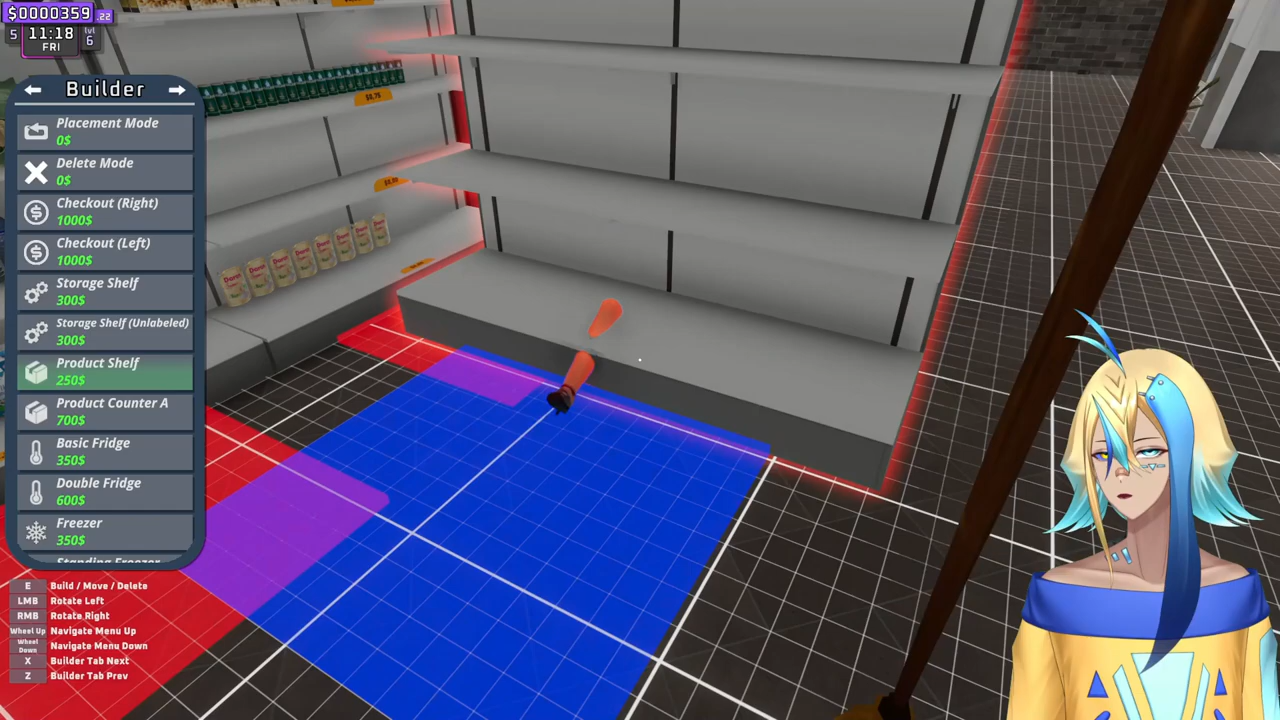 $0000359.22
5 11:18 lvl
FRI 6
Builder
Placement Mode
0$
Delete Mode
0$
Checkout (Right)
1000$
Checkout (Left)
1000$
Storage Shelf
300$
Storage Shelf (Unlabeled)
300$
Product Shelf
250$
Product Counter A
700$
Basic Fridge
350$
Double Fridge
600$
Freezer
350$
Standing Freezer
E Build / Move / Delete
LMB Rotate Left
RMB Rotate Right
Wheel Up Navigate Menu Up
Wheel Down Navigate Menu Down
X Builder Tab Next
Z Builder Tab Prev